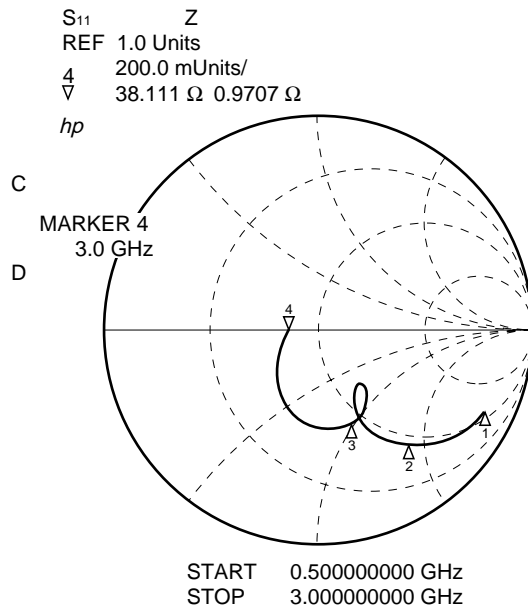 S11 Z
REF 1.0 Units
4 200.0 mUnits/
38.111 Ω 0.9707 Ω
hp
C
MARKER 4
3.0 GHz
D
4
1
3
2
START 0.500000000 GHz
STOP 3.000000000 GHz